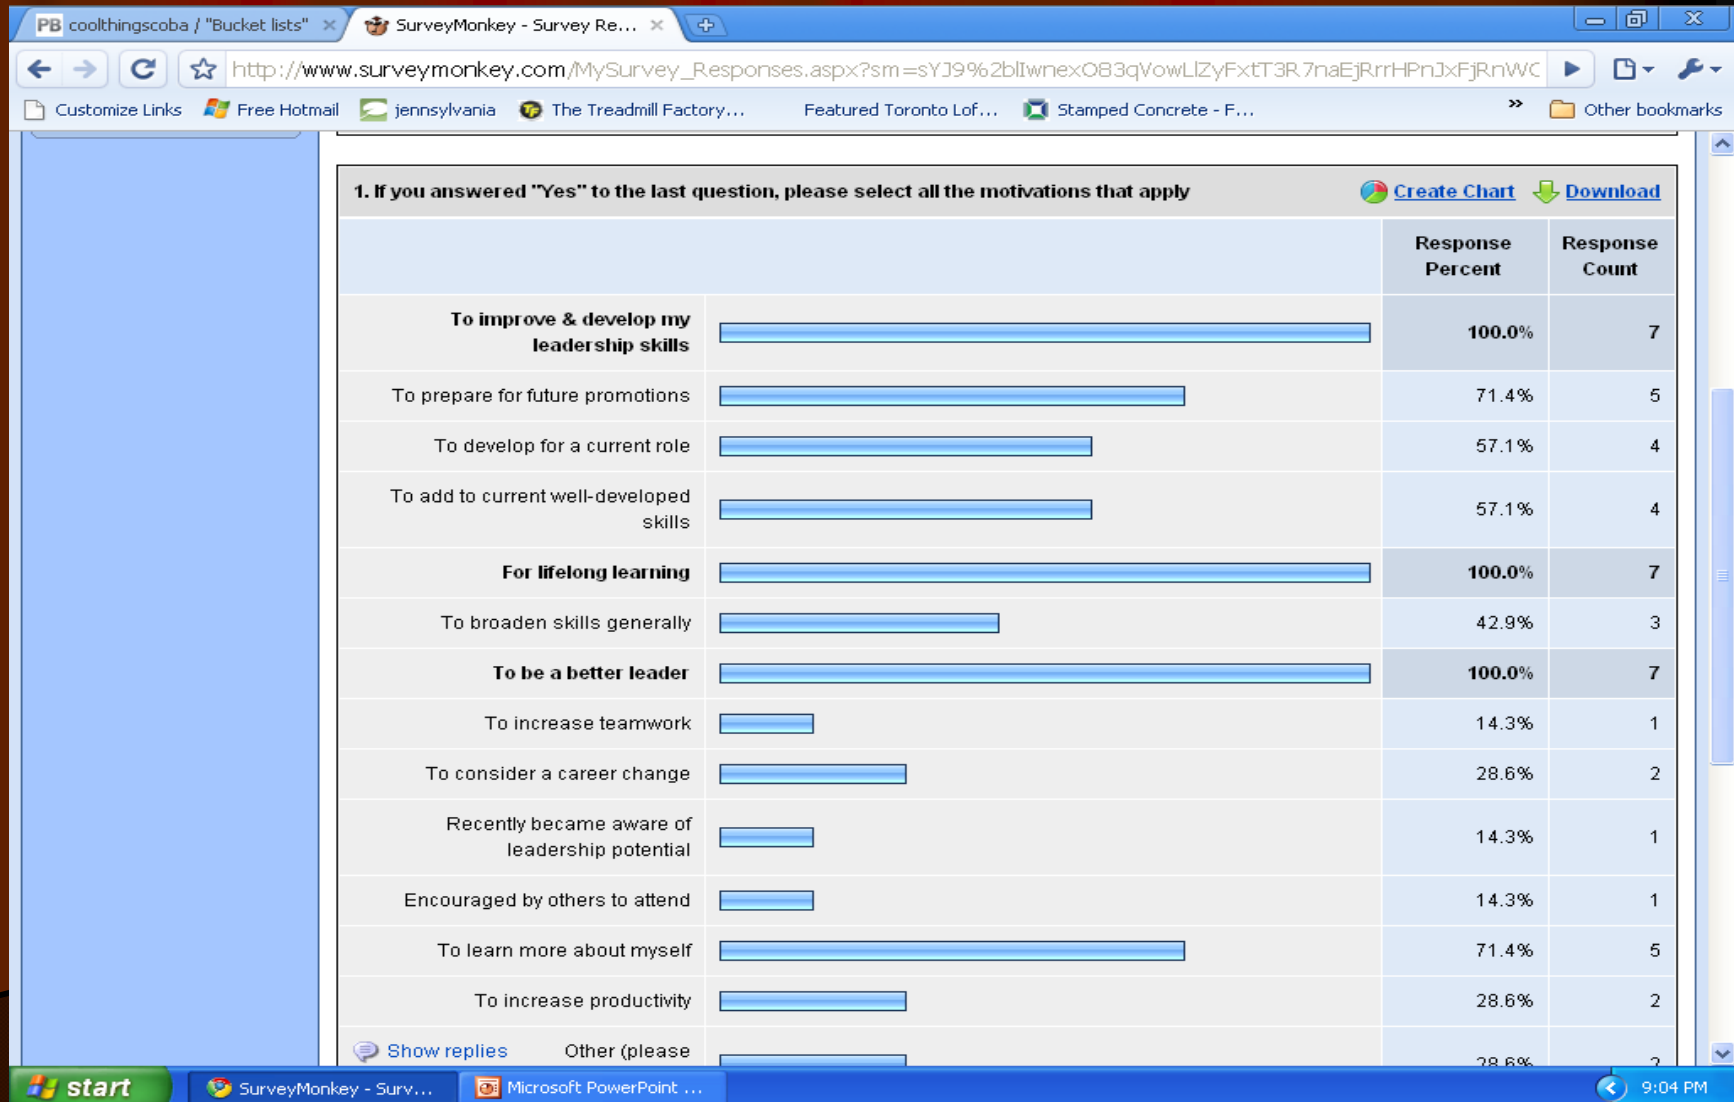 PB coolthingscoba / "Bucket lists"
SurveyMonkey - Survey Re...
http://www.surveymonkey.com/MySurvey_Responses.aspx?sm=
Customize Links Free Hotmail jennsylvania The Treadmill Factory... Featured Toronto Lof... Stamped Concrete - F... » Other bookmarks
1. If you answered "Yes" to the last question, please select all the motivations that apply Create Chart Download
Response Percent
Response Count
To improve & develop my
leadership skills
100.0% 7
To prepare for future promotions 71.4% 5
To develop for a current role 57.1% 4
To add to current well-developed
skills
57.1% 4
For lifelong learning 100.0% 7
To broaden skills generally 42.9% 3
To be a better leader 100.0% 7
To increase teamwork 14.3% 1
To consider a career change 28.6% 2
Recently became aware of
leadership potential
14.3% 1
Encouraged by others to attend 14.3% 1
To learn more about myself 71.4% 5
To increase productivity 28.6% 2
Show replies Other (please 28.6% 2
start SurveyMonkey - Surv... Microsoft PowerPoint ... 9:04 PM